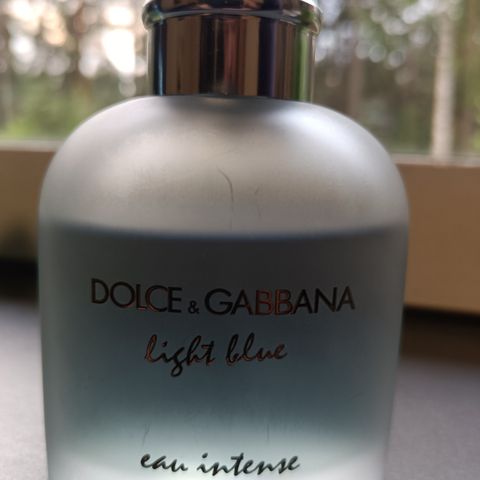 DOLCE & GABBANA
light blue
eau intense